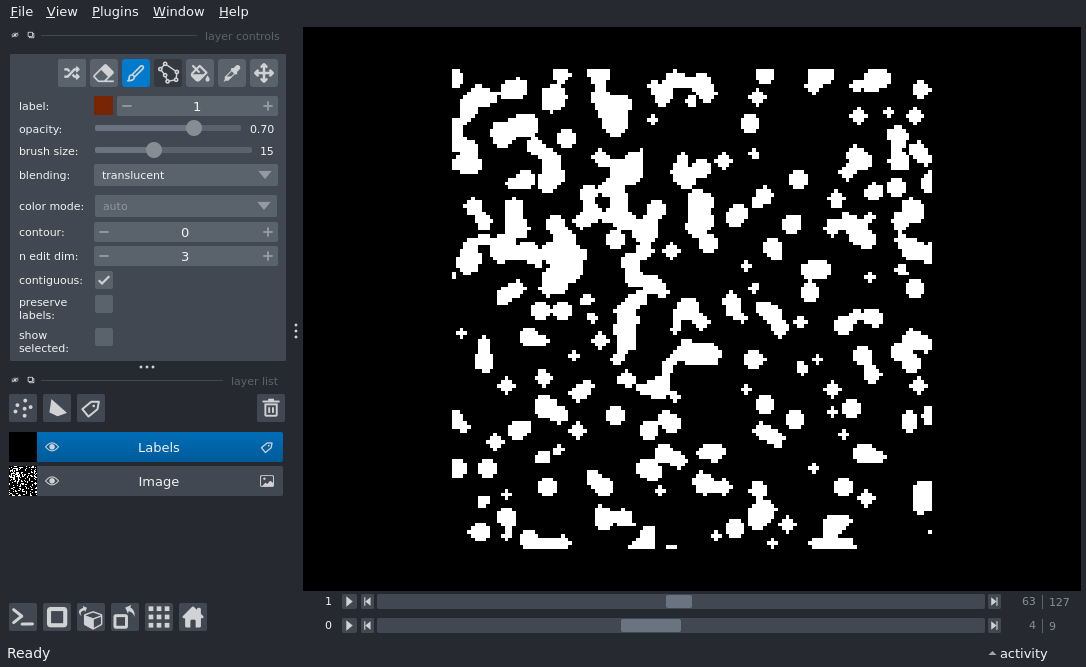 File View Plugins Window Help
layer controls
label: 1
opacity: 0.70
brush size: 15
blending: translucent
color mode: auto
contour: 0
n edit dim: 3
contiguous:
preserve
labels:
show
selected:
layer list
Labels
Image
1 63 127
0 4 9
Ready activity